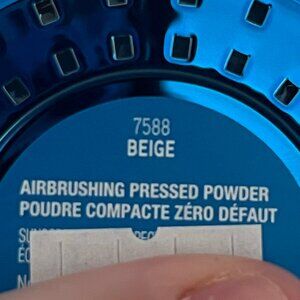 7588
BEIGE
AIRBRUSHING PRESSED POWDER
POUDRE COMPACTE ZÉRO DÉFAUT